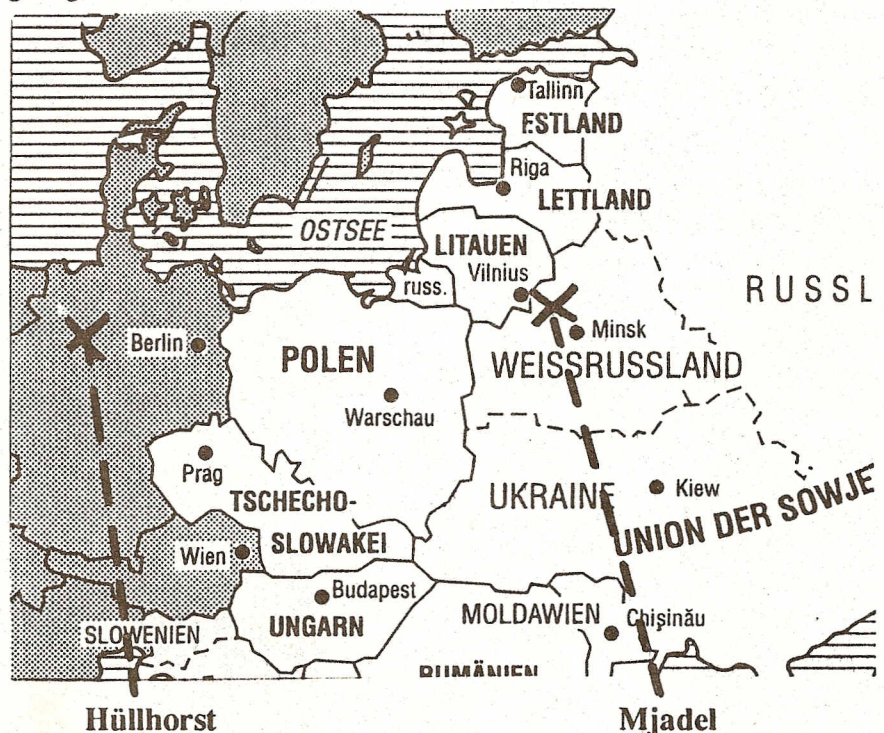 Tallinn
ESTLAND
Riga
LETTLAND
OSTSEE
LITAUEN
Vilnius
russ.
RUSSL
Berlin
Minsk
POLEN
WEISSRUSSLAND
Warschau
Prag
TSCHECHO-
SLOWAKEI
UKRAINE
Kiew
UNION DER SOWJE
Wien
Budapest
UNGARN
SLOWENIEN
MOLDAWIEN
Chişinău
RUMÄNIEN
Hüllhorst
Mjadel